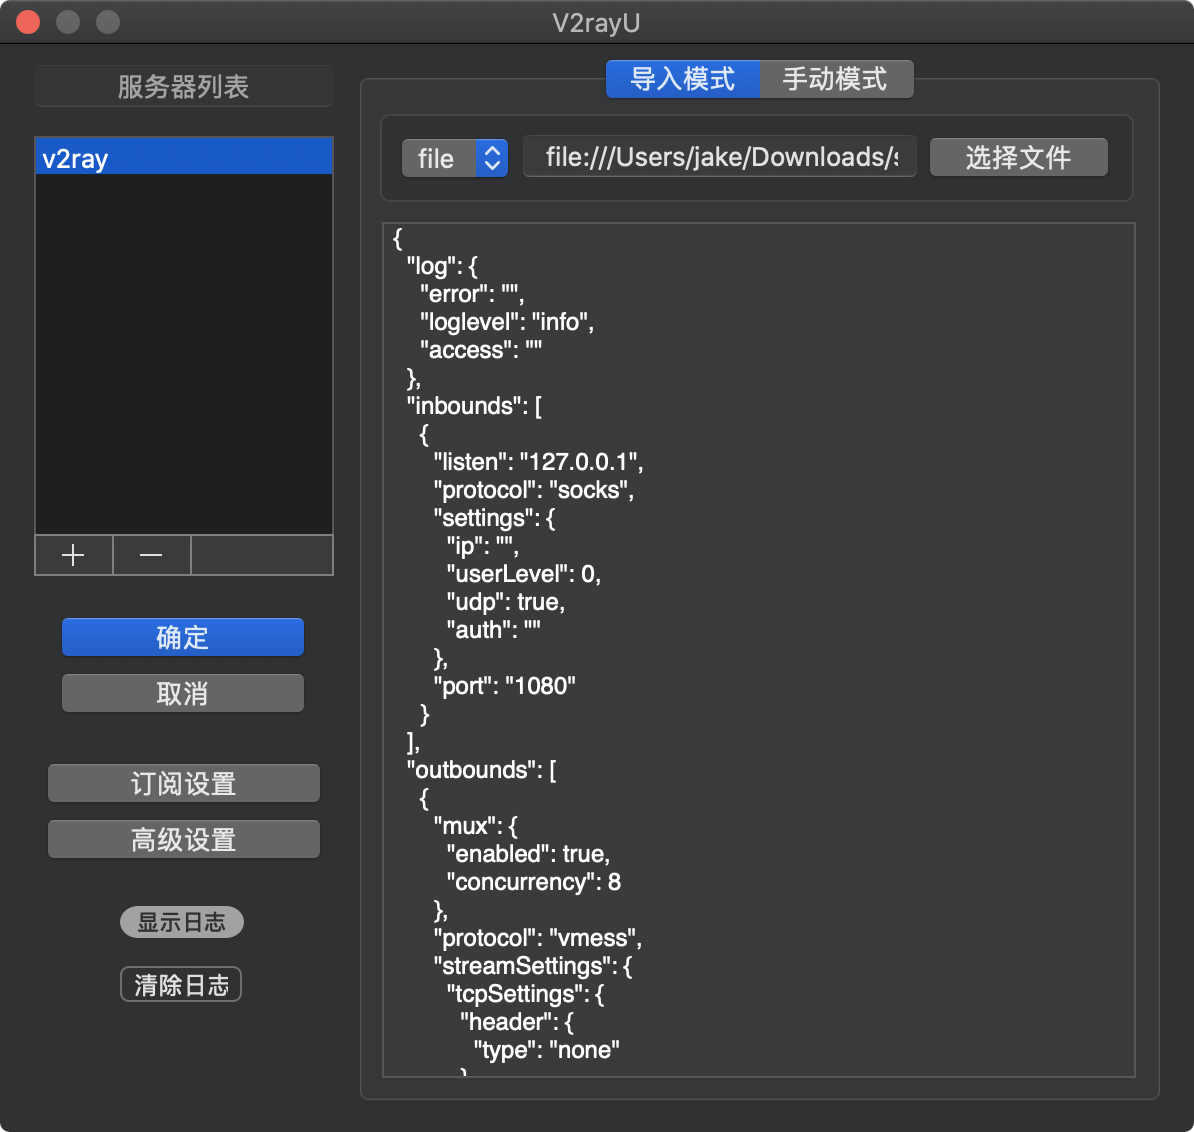 V2rayU
服务器列表
v2ray
确定
取消
订阅设置
高级设置
显示日志
清除日志
导入模式 手动模式
file file:///Users/jake/Downloads/s 选择文件
{
"log": {
"error": "",
"loglevel": "info",
"access": ""
},
"inbounds": [
{
"listen": "127.0.0.1",
"protocol": "socks",
"settings": {
"ip": "",
"userLevel": 0,
"udp": true,
"auth": ""
},
"port": "1080"
}
],
"outbounds": [
{
"mux": {
"enabled": true,
"concurrency": 8
},
"protocol": "vmess",
"streamSettings": {
"tcpSettings": {
"header": {
"type": "none"
}